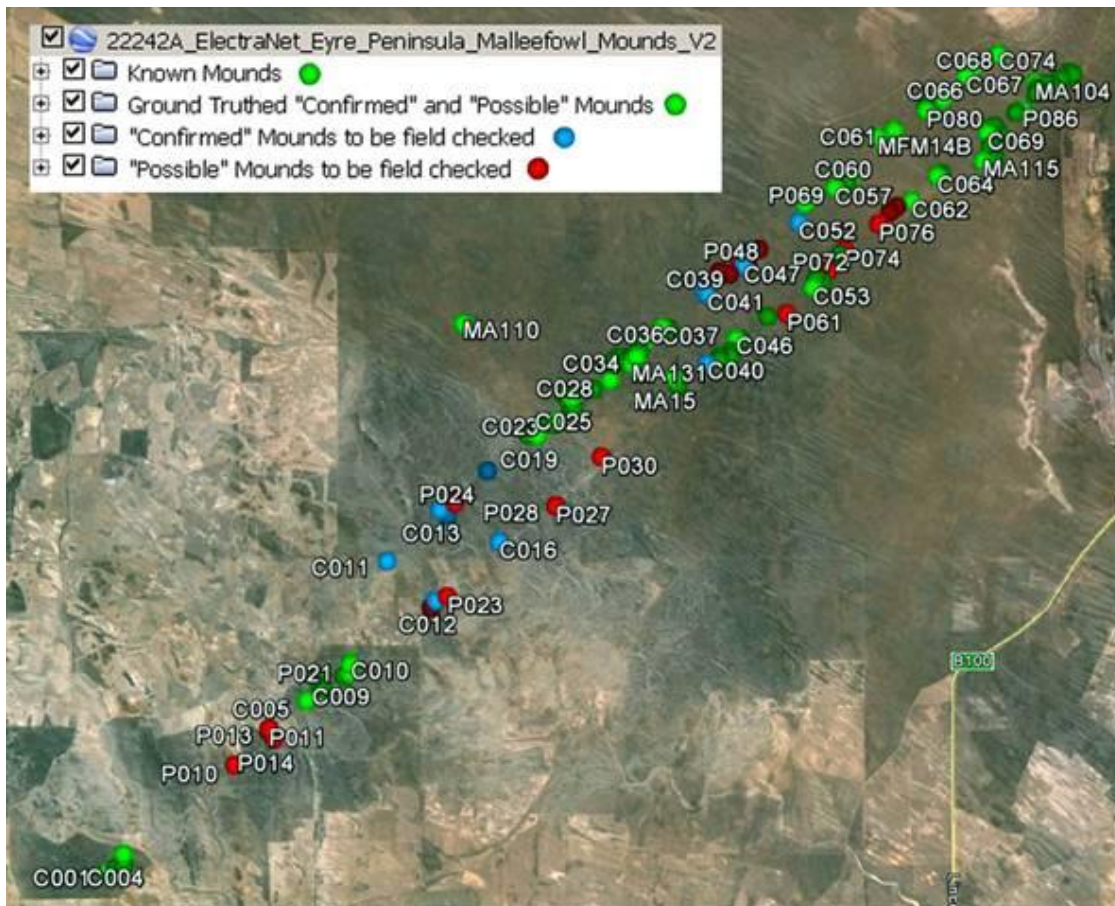 22242A_ElectraNet_Eyre_Peninsula_Malleefowl_Mounds_V2
Known Mounds
Ground Truthed "Confirmed" and "Possible" Mounds
"Confirmed" Mounds to be field checked
"Possible" Mounds to be field checked
C068 C074
C067
MA104
C066
P080
P086
C061
MFM14B
C069
MA115
C060
C064
C057
P069
C062
C052
P076
P048
C047
P072
P074
C039
C041
C053
P061
MA110
C036
C037
C046
C034
MA131
C040
MA15
C028
C025
C023
C019
P030
P024
P028
P027
C013
C016
C011
P023
C012
P021
C010
C009
C005
P013
P011
P014
P010
B100
C001 C004